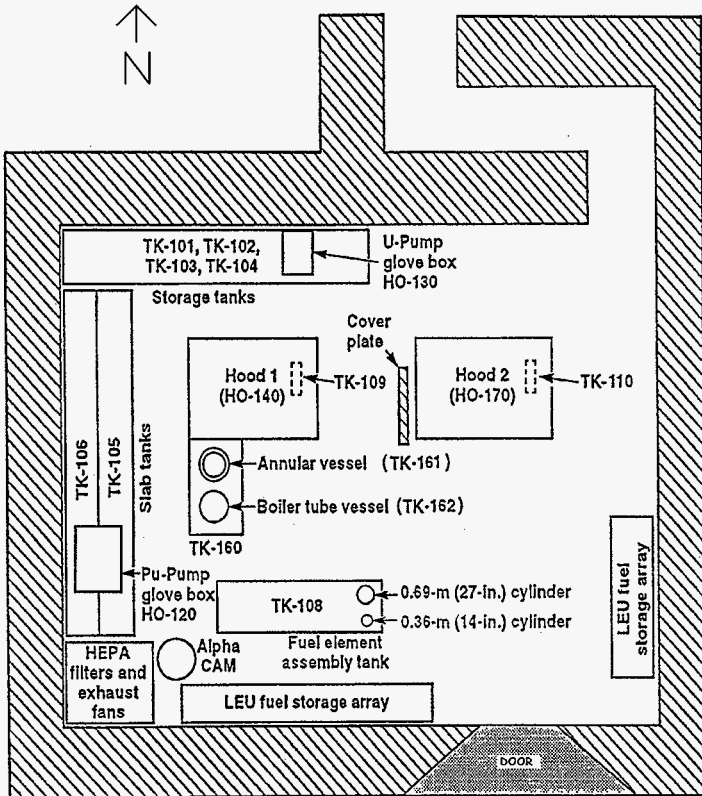 N
TK-101, TK-102,
TK-103, TK-104
U-Pump
glove box
HO-130
Storage tanks
Cover
plate
Hood 1
(HO-140)
TK-109
Hood 2
(HO-170)
TK-110
TK-106
TK-105
Slab tanks
Annular vessel (TK-161)
Boiler tube vessel (TK-162)
TK-160
Pu-Pump
glove box
HO-120
TK-108
0.69-m (27-in.) cylinder
0.36-m (14-in.) cylinder
Fuel element
assembly tank
LEU fuel
storage array
HEPA
filters and
exhaust
fans
Alpha
CAM
LEU fuel storage array
DOOR